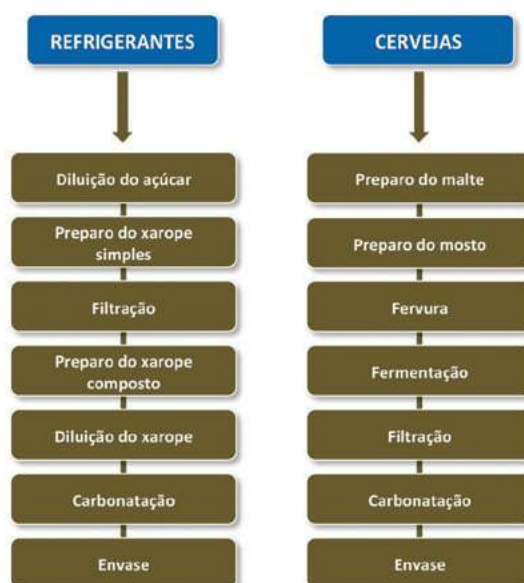 REFRIGERANTES
Diluição do açúcar
Preparo do xarope
simples
Filtração
Preparo do xarope
composto
Diluição do xarope
Carbonatação
Envase
CERVEJAS
Preparo do malte
Preparo do mosto
Fervura
Fermentação
Filtração
Carbonatação
Envase